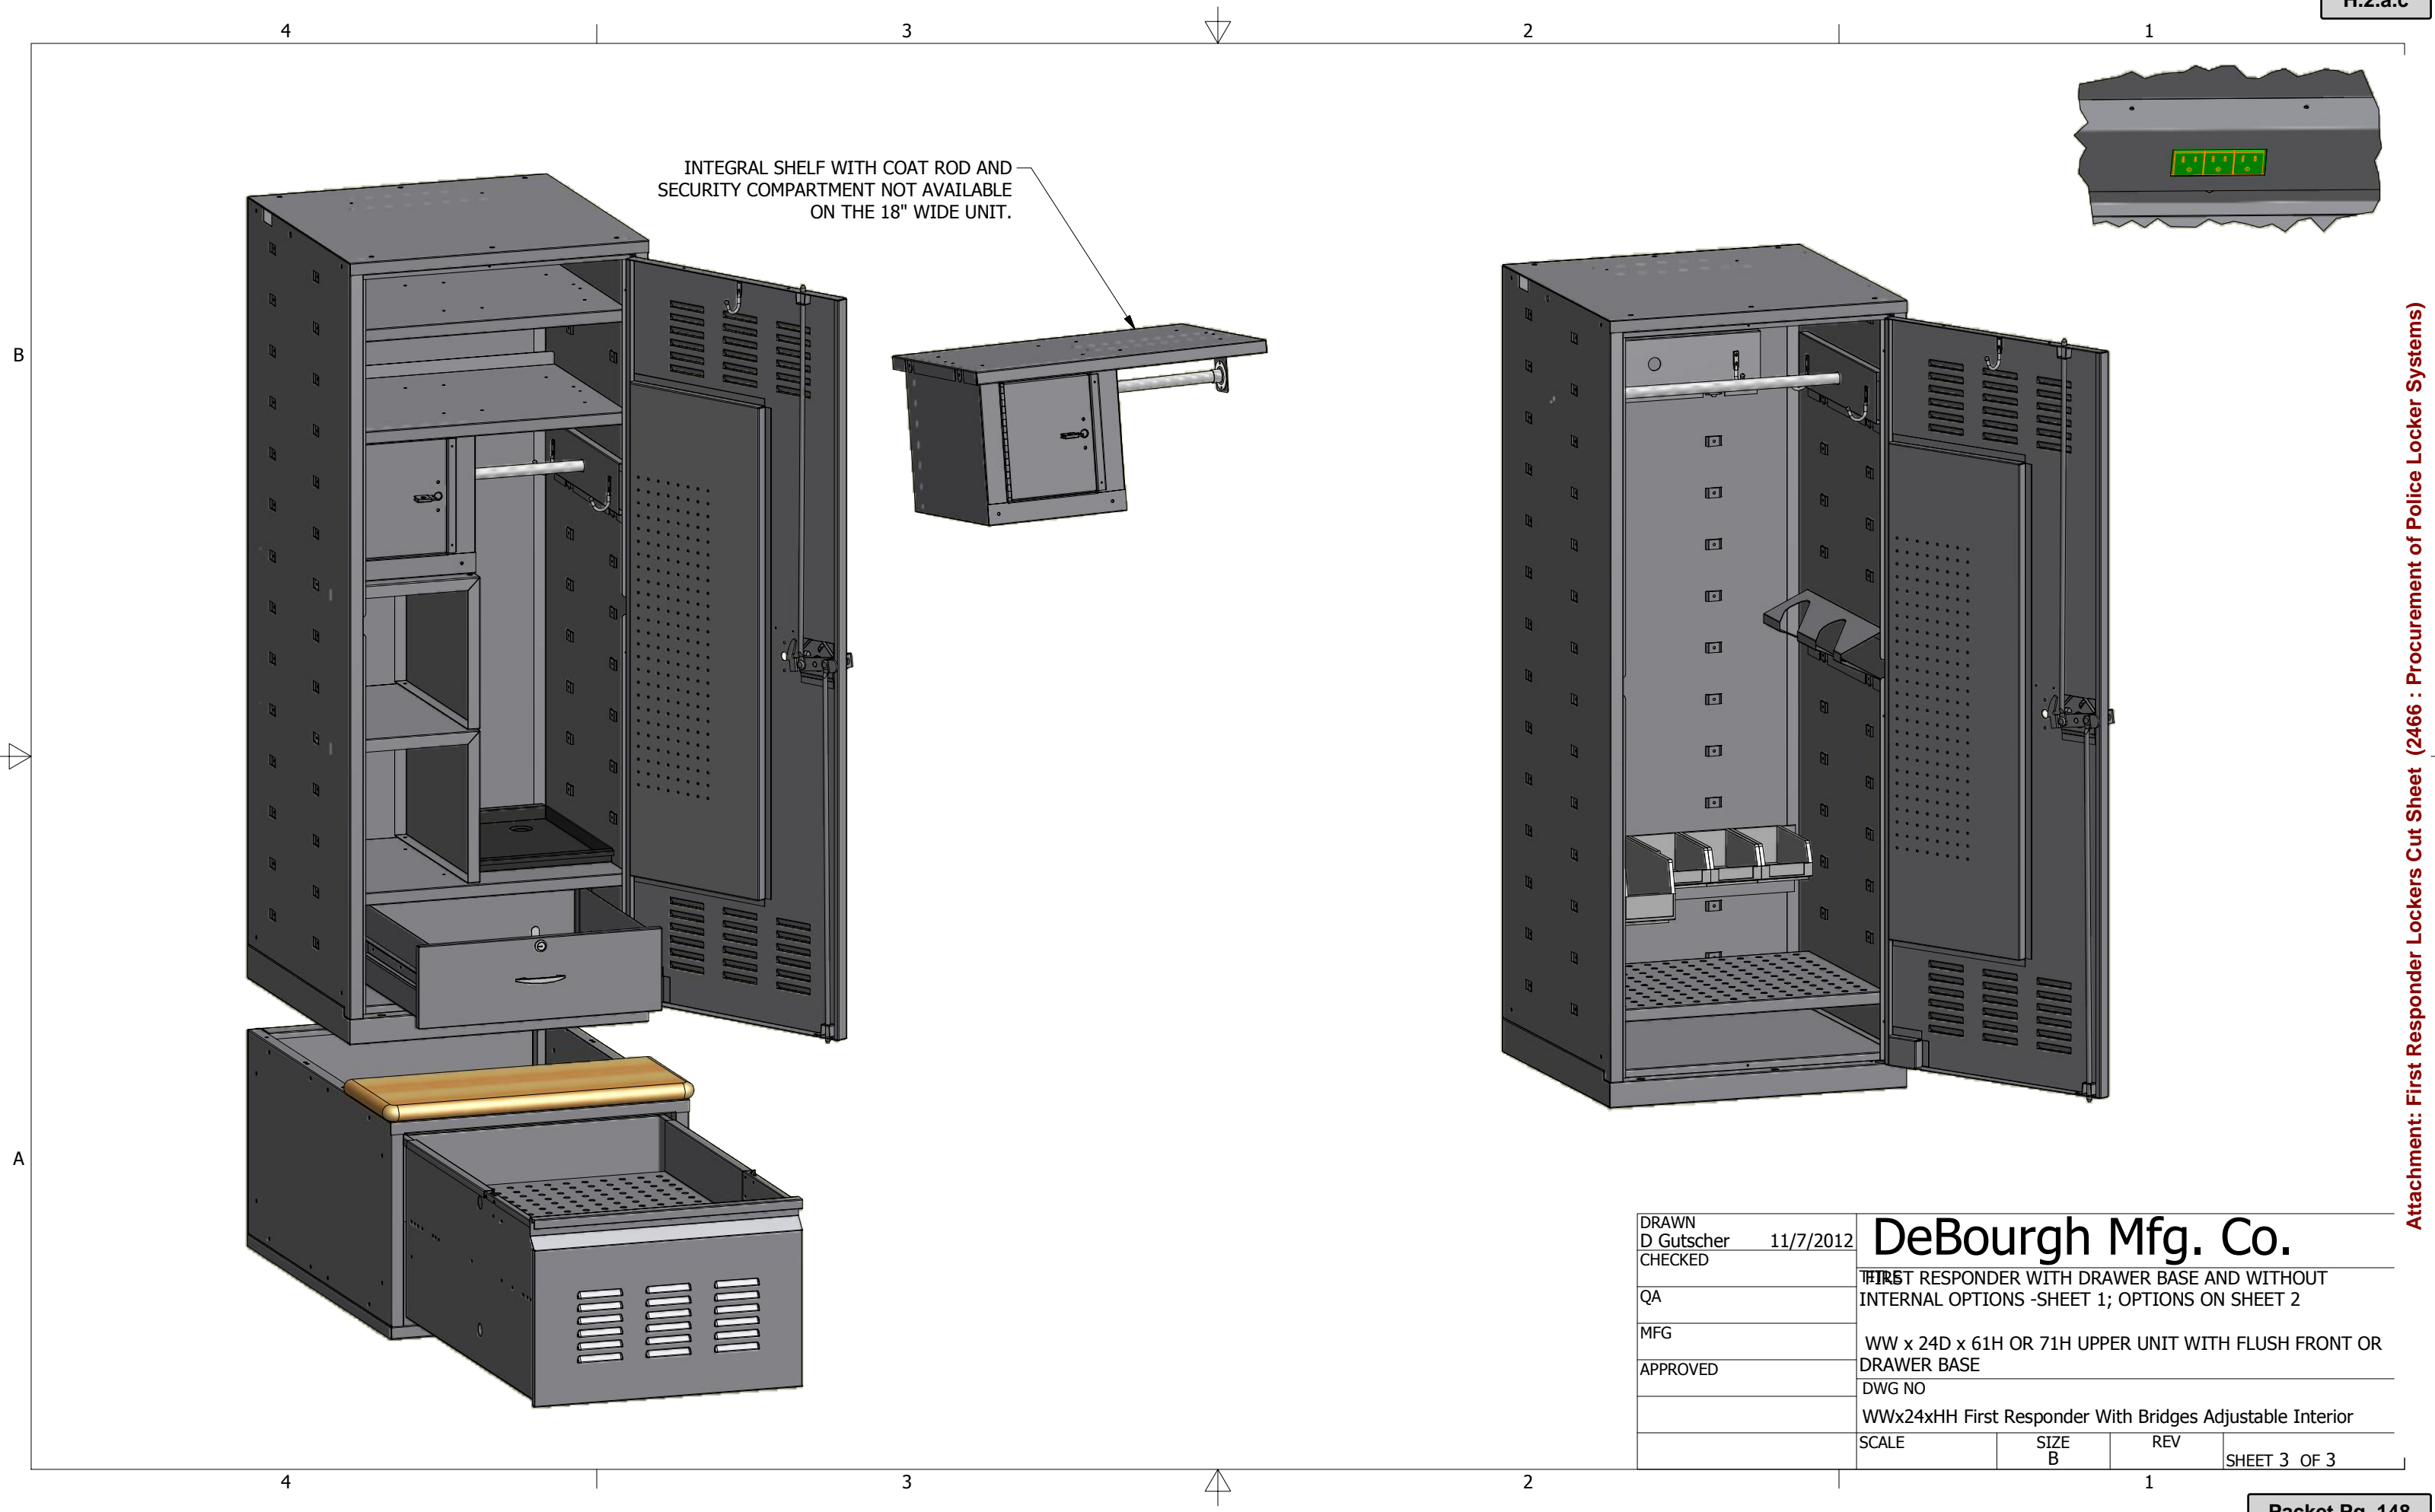 H.2.a.c
4 3 2 1
INTEGRAL SHELF WITH COAT ROD AND
SECURITY COMPARTMENT NOT AVAILABLE
ON THE 18" WIDE UNIT.
B
A
Attachment: First Responder Lockers Cut Sheet (2466 : Procurement of Police Locker Systems)
DRAWN
D Gutscher 11/7/2012
CHECKED
QA
MFG
APPROVED
DeBourgh Mfg. Co.
TITLE
FIRST RESPONDER WITH DRAWER BASE AND WITHOUT
INTERNAL OPTIONS -SHEET 1; OPTIONS ON SHEET 2
WW x 24D x 61H OR 71H UPPER UNIT WITH FLUSH FRONT OR
DRAWER BASE
DWG NO
WWx24xHH First Responder With Bridges Adjustable Interior
SCALE
SIZE
B
REV
SHEET 3 OF 3
4 3 2 1
Packet Pg. 148